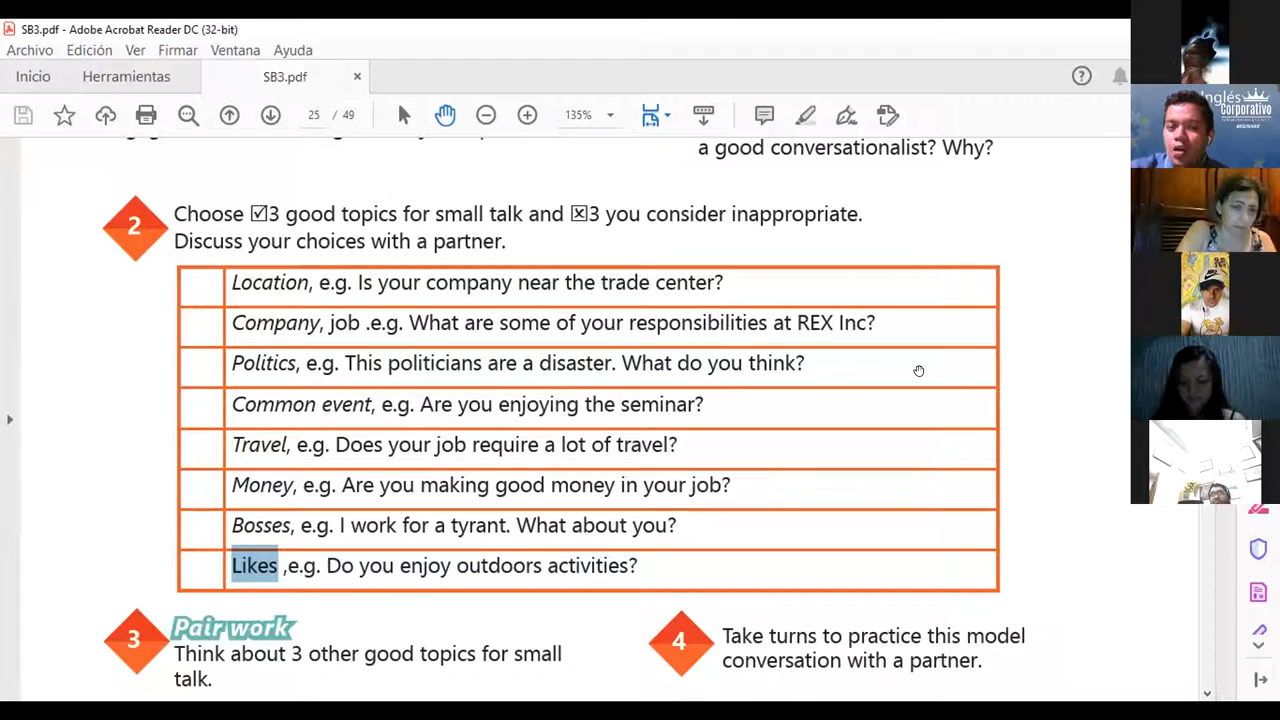 SB3.pdf - Adobe Acrobat Reader DC (32-bit)
Archivo Edición Ver Firmar Ventana Ayuda
Inicio Herramientas SB3.pdf ×
25 / 49 135%
a good conversationalist? Why?
2
Choose ☑3 good topics for small talk and ☒3 you consider inappropriate.
Discuss your choices with a partner.
Location, e.g. Is your company near the trade center?
Company, job .e.g. What are some of your responsibilities at REX Inc?
Politics, e.g. This politicians are a disaster. What do you think?
Common event, e.g. Are you enjoying the seminar?
Travel, e.g. Does your job require a lot of travel?
Money, e.g. Are you making good money in your job?
Bosses, e.g. I work for a tyrant. What about you?
Likes ,e.g. Do you enjoy outdoors activities?
3
Pair work
Think about 3 other good topics for small
talk.
4
Take turns to practice this model
conversation with a partner.
Inglés
Corporativo